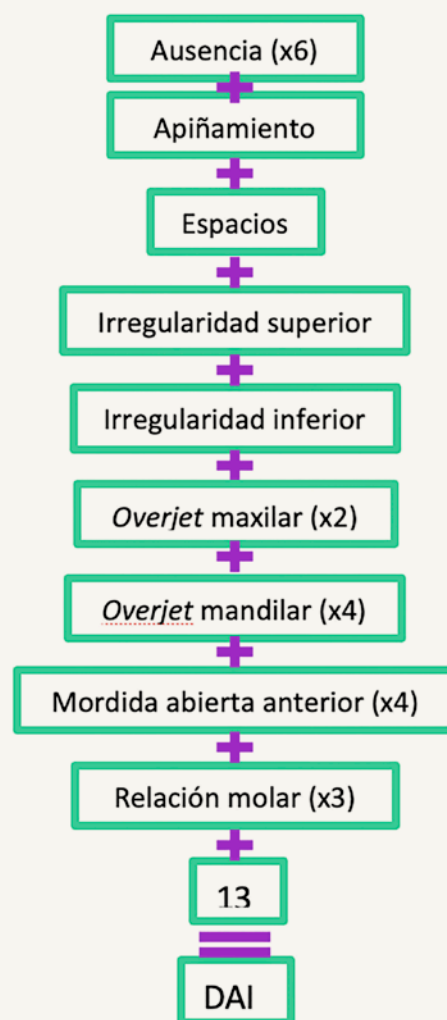 Ausencia (x6)
+
Apiñamiento
+
Espacios
+
Irregularidad superior
+
Irregularidad inferior
+
Overjet maxilar (x2)
+
Overjet mandilar (x4)
+
Mordida abierta anterior (x4)
+
Relación molar (x3)
+
13
=
DAI